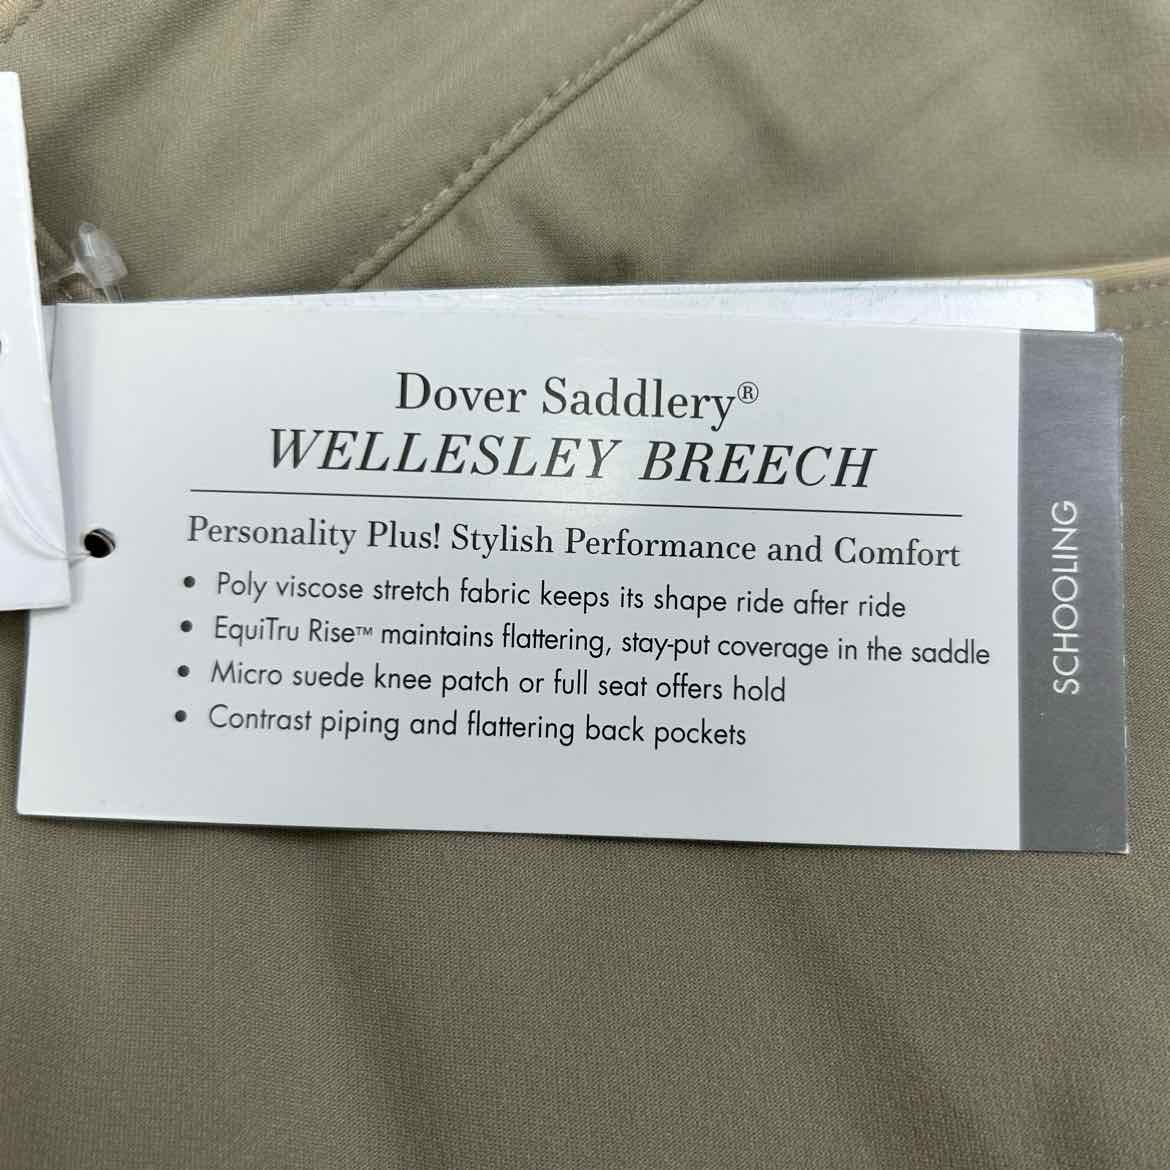 Dover Saddlery®
WELLESLEY BREECH
Personality Plus! Stylish Performance and Comfort
• Poly viscose stretch fabric keeps its shape ride after ride
• EquiTru Rise™ maintains flattering, stay-put coverage in the saddle
• Micro suede knee patch or full seat offers hold
• Contrast piping and flattering back pockets
SCHOOLING